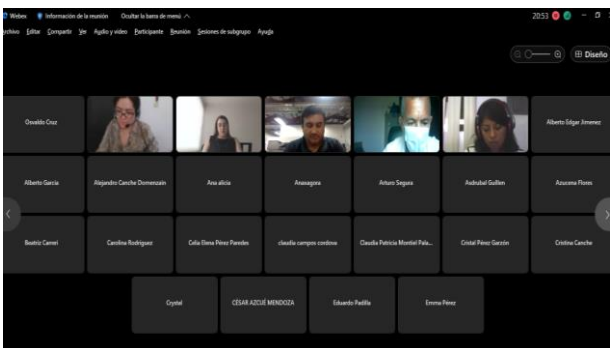 Webex Información de la reunión Ocultar la barra de menú 20:53
Archivo Editar Compartir Ver Audio y video Participante Reunión Sesiones de subgrupo Ayuda
Diseño
Osvaldo Cruz Alberto Edgar Jimenez
Alberto Garcia Alejandro Canche Domenzain Ana alicia Anaxagora Arturo Segura Asdrubal Guillen Azucena Flores
Beatriz Cameri Carolina Rodriguez Celia Elena Pérez Paredes claudia campos cordova Claudia Patricia Montiel Pala... Cristal Pérez Garzón Cristina Canche
Crystal CÉSAR AZCUÉ MENDOZA Eduardo Padilla Emma Pérez